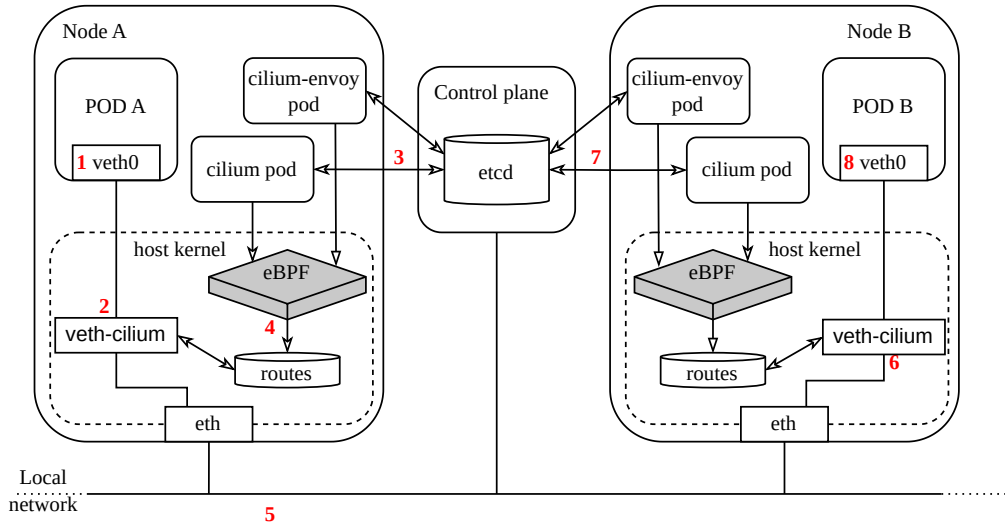 Node A
POD A
1 veth0
cilium-envoy
pod
cilium pod
host kernel
eBPF
2
veth-cilium
4
routes
eth
3
Control plane
etcd
7
Node B
cilium-envoy
pod
POD B
8 veth0
cilium pod
host kernel
eBPF
veth-cilium
6
routes
eth
Local
network
5